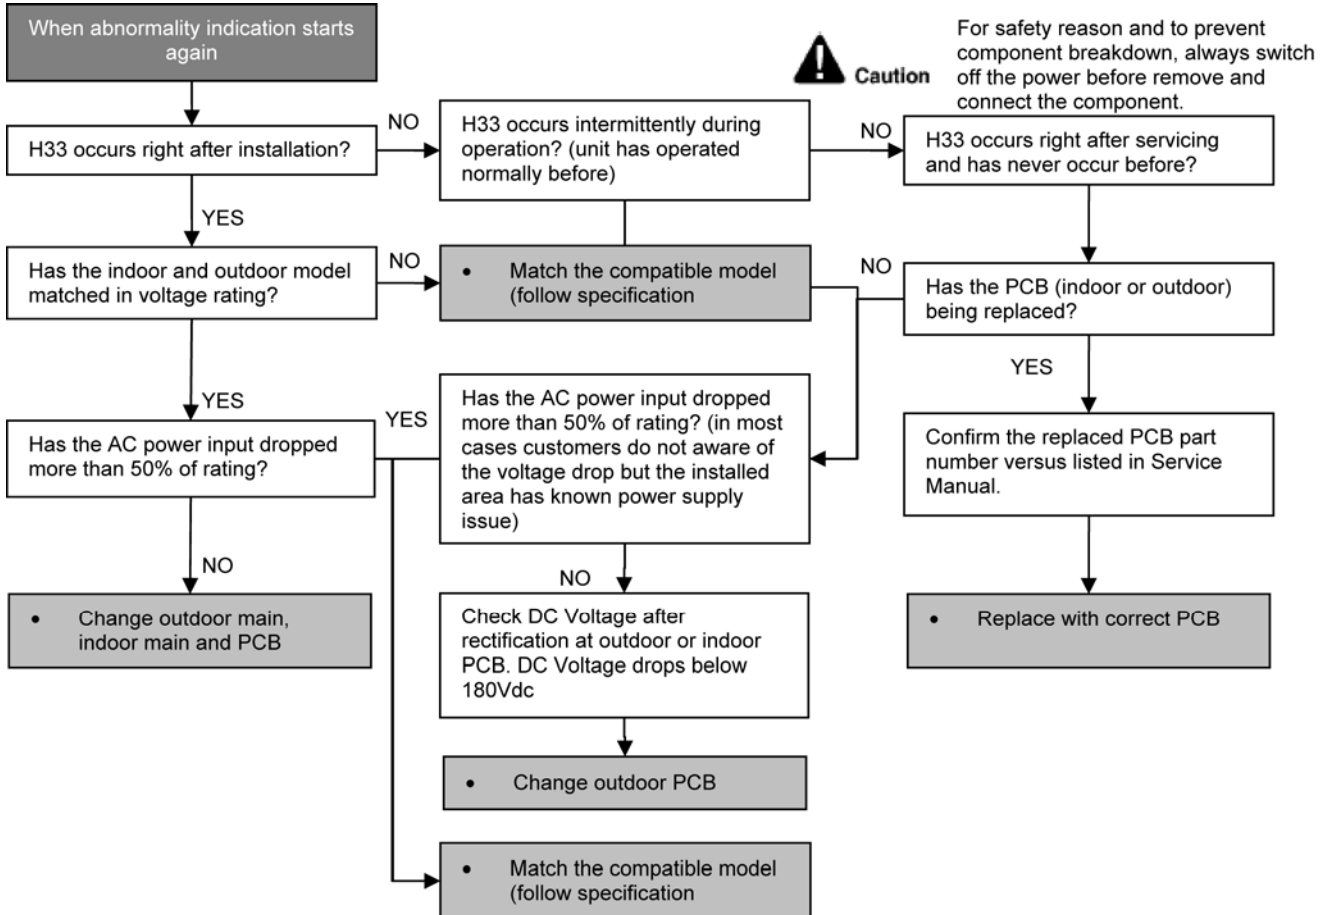 When abnormality indication starts
again
Caution
For safety reason and to prevent
component breakdown, always switch
off the power before remove and
connect the component.
H33 occurs right after installation?
NO
H33 occurs intermittently during
operation? (unit has operated
normally before)
NO
H33 occurs right after servicing
and has never occur before?
YES
Has the indoor and outdoor model
matched in voltage rating?
NO
• Match the compatible model
(follow specification
NO
Has the PCB (indoor or outdoor)
being replaced?
YES
YES
Has the AC power input dropped
more than 50% of rating?
YES
Has the AC power input dropped
more than 50% of rating? (in most
cases customers do not aware of
the voltage drop but the installed
area has known power supply
issue)
Confirm the replaced PCB part
number versus listed in Service
Manual.
NO
• Change outdoor main,
indoor main and PCB
NO
Check DC Voltage after
rectification at outdoor or indoor
PCB. DC Voltage drops below
180Vdc
• Replace with correct PCB
• Change outdoor PCB
• Match the compatible model
(follow specification